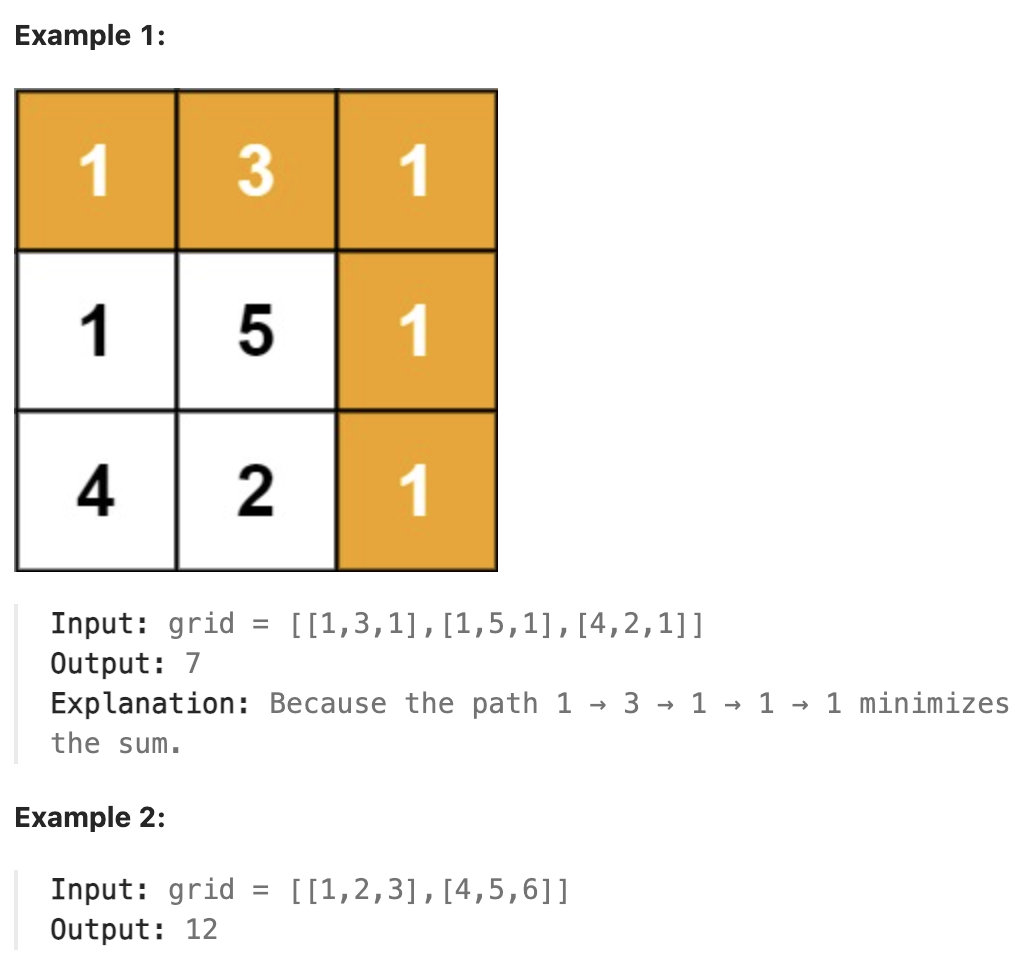 Example 1:
1 3 1
1 5 1
4 2 1
Input: grid = [[1,3,1],[1,5,1],[4,2,1]]
Output: 7
Explanation: Because the path 1 → 3 → 1 → 1 → 1 minimizes
the sum.
Example 2:
Input: grid = [[1,2,3],[4,5,6]]
Output: 12